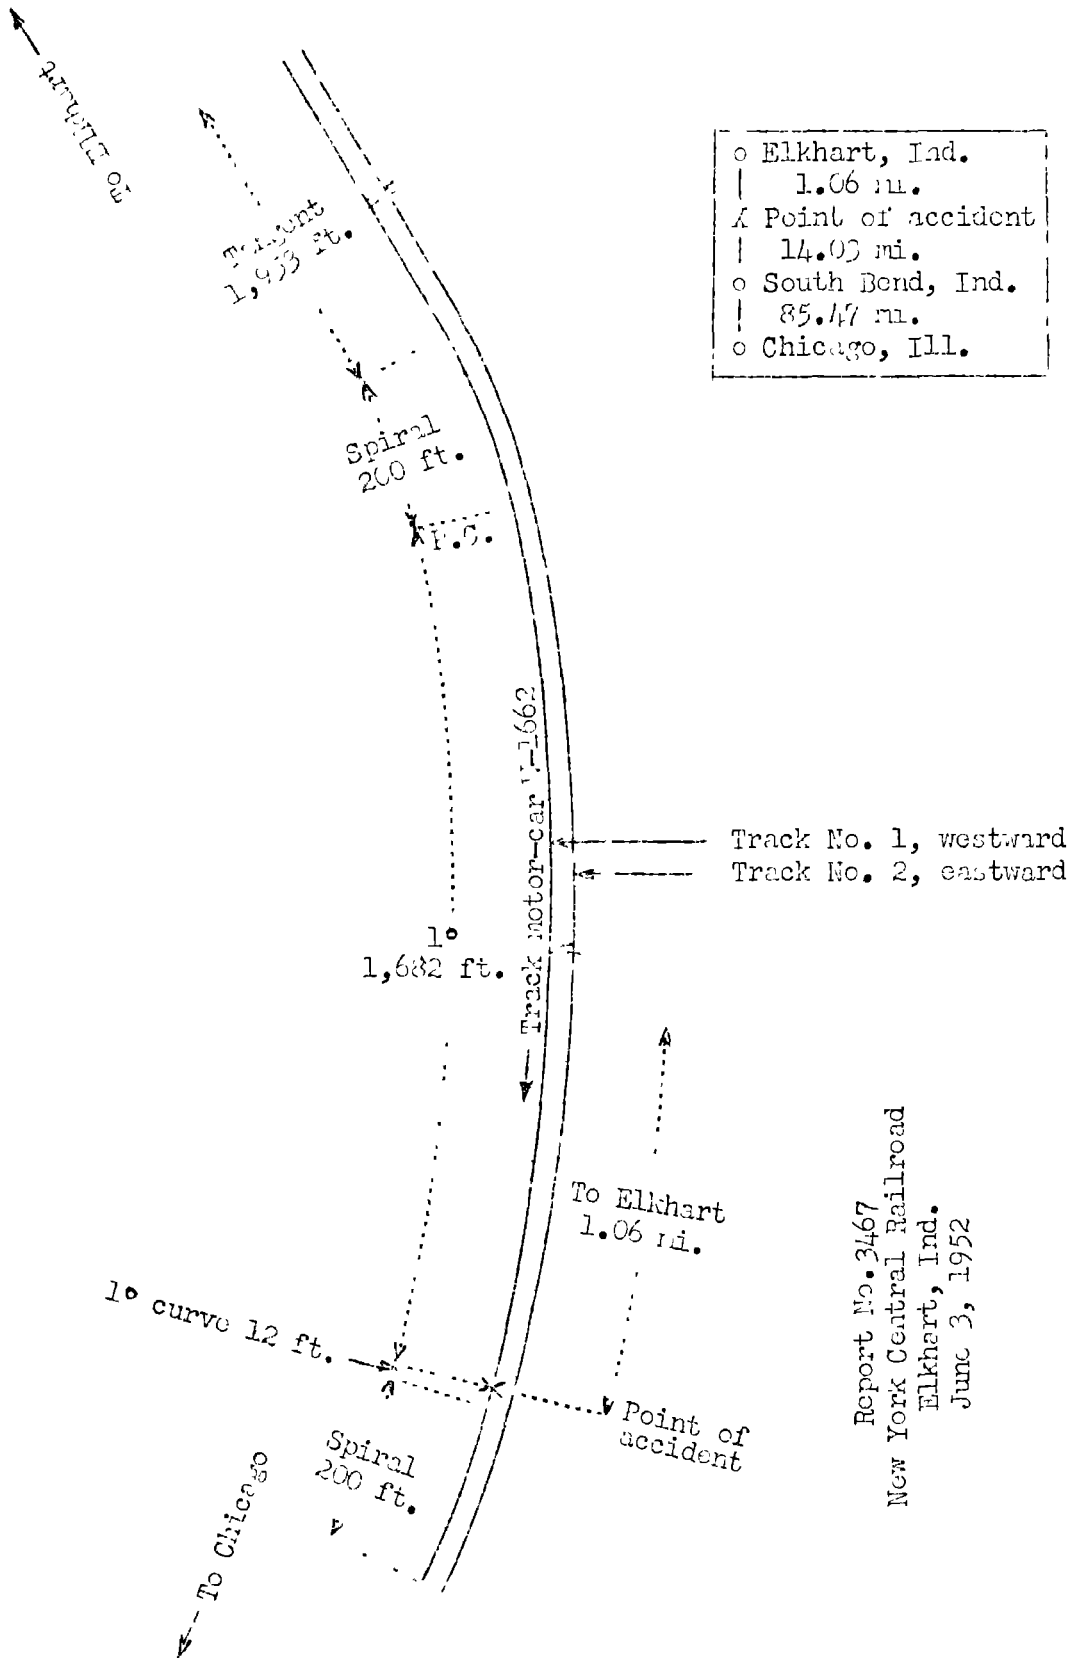 To Elkhart
Tangent
1,933 ft.
Spiral
200 ft.
P.S.
o Elkhart, Ind.
1.06 mi.
X Point of accident
14.03 mi.
o South Bend, Ind.
85.47 mi.
o Chicago, Ill.
Track motor-car
Track No. 1, westward
Track No. 2, eastward
1°
1,682 ft.
To Elkhart
1.06 mi.
1° curve 12 ft.
Point of
accident
Spiral
200 ft.
To Chicago
Report No. 3467
New York Central Railroad
Elkhart, Ind.
June 3, 1952